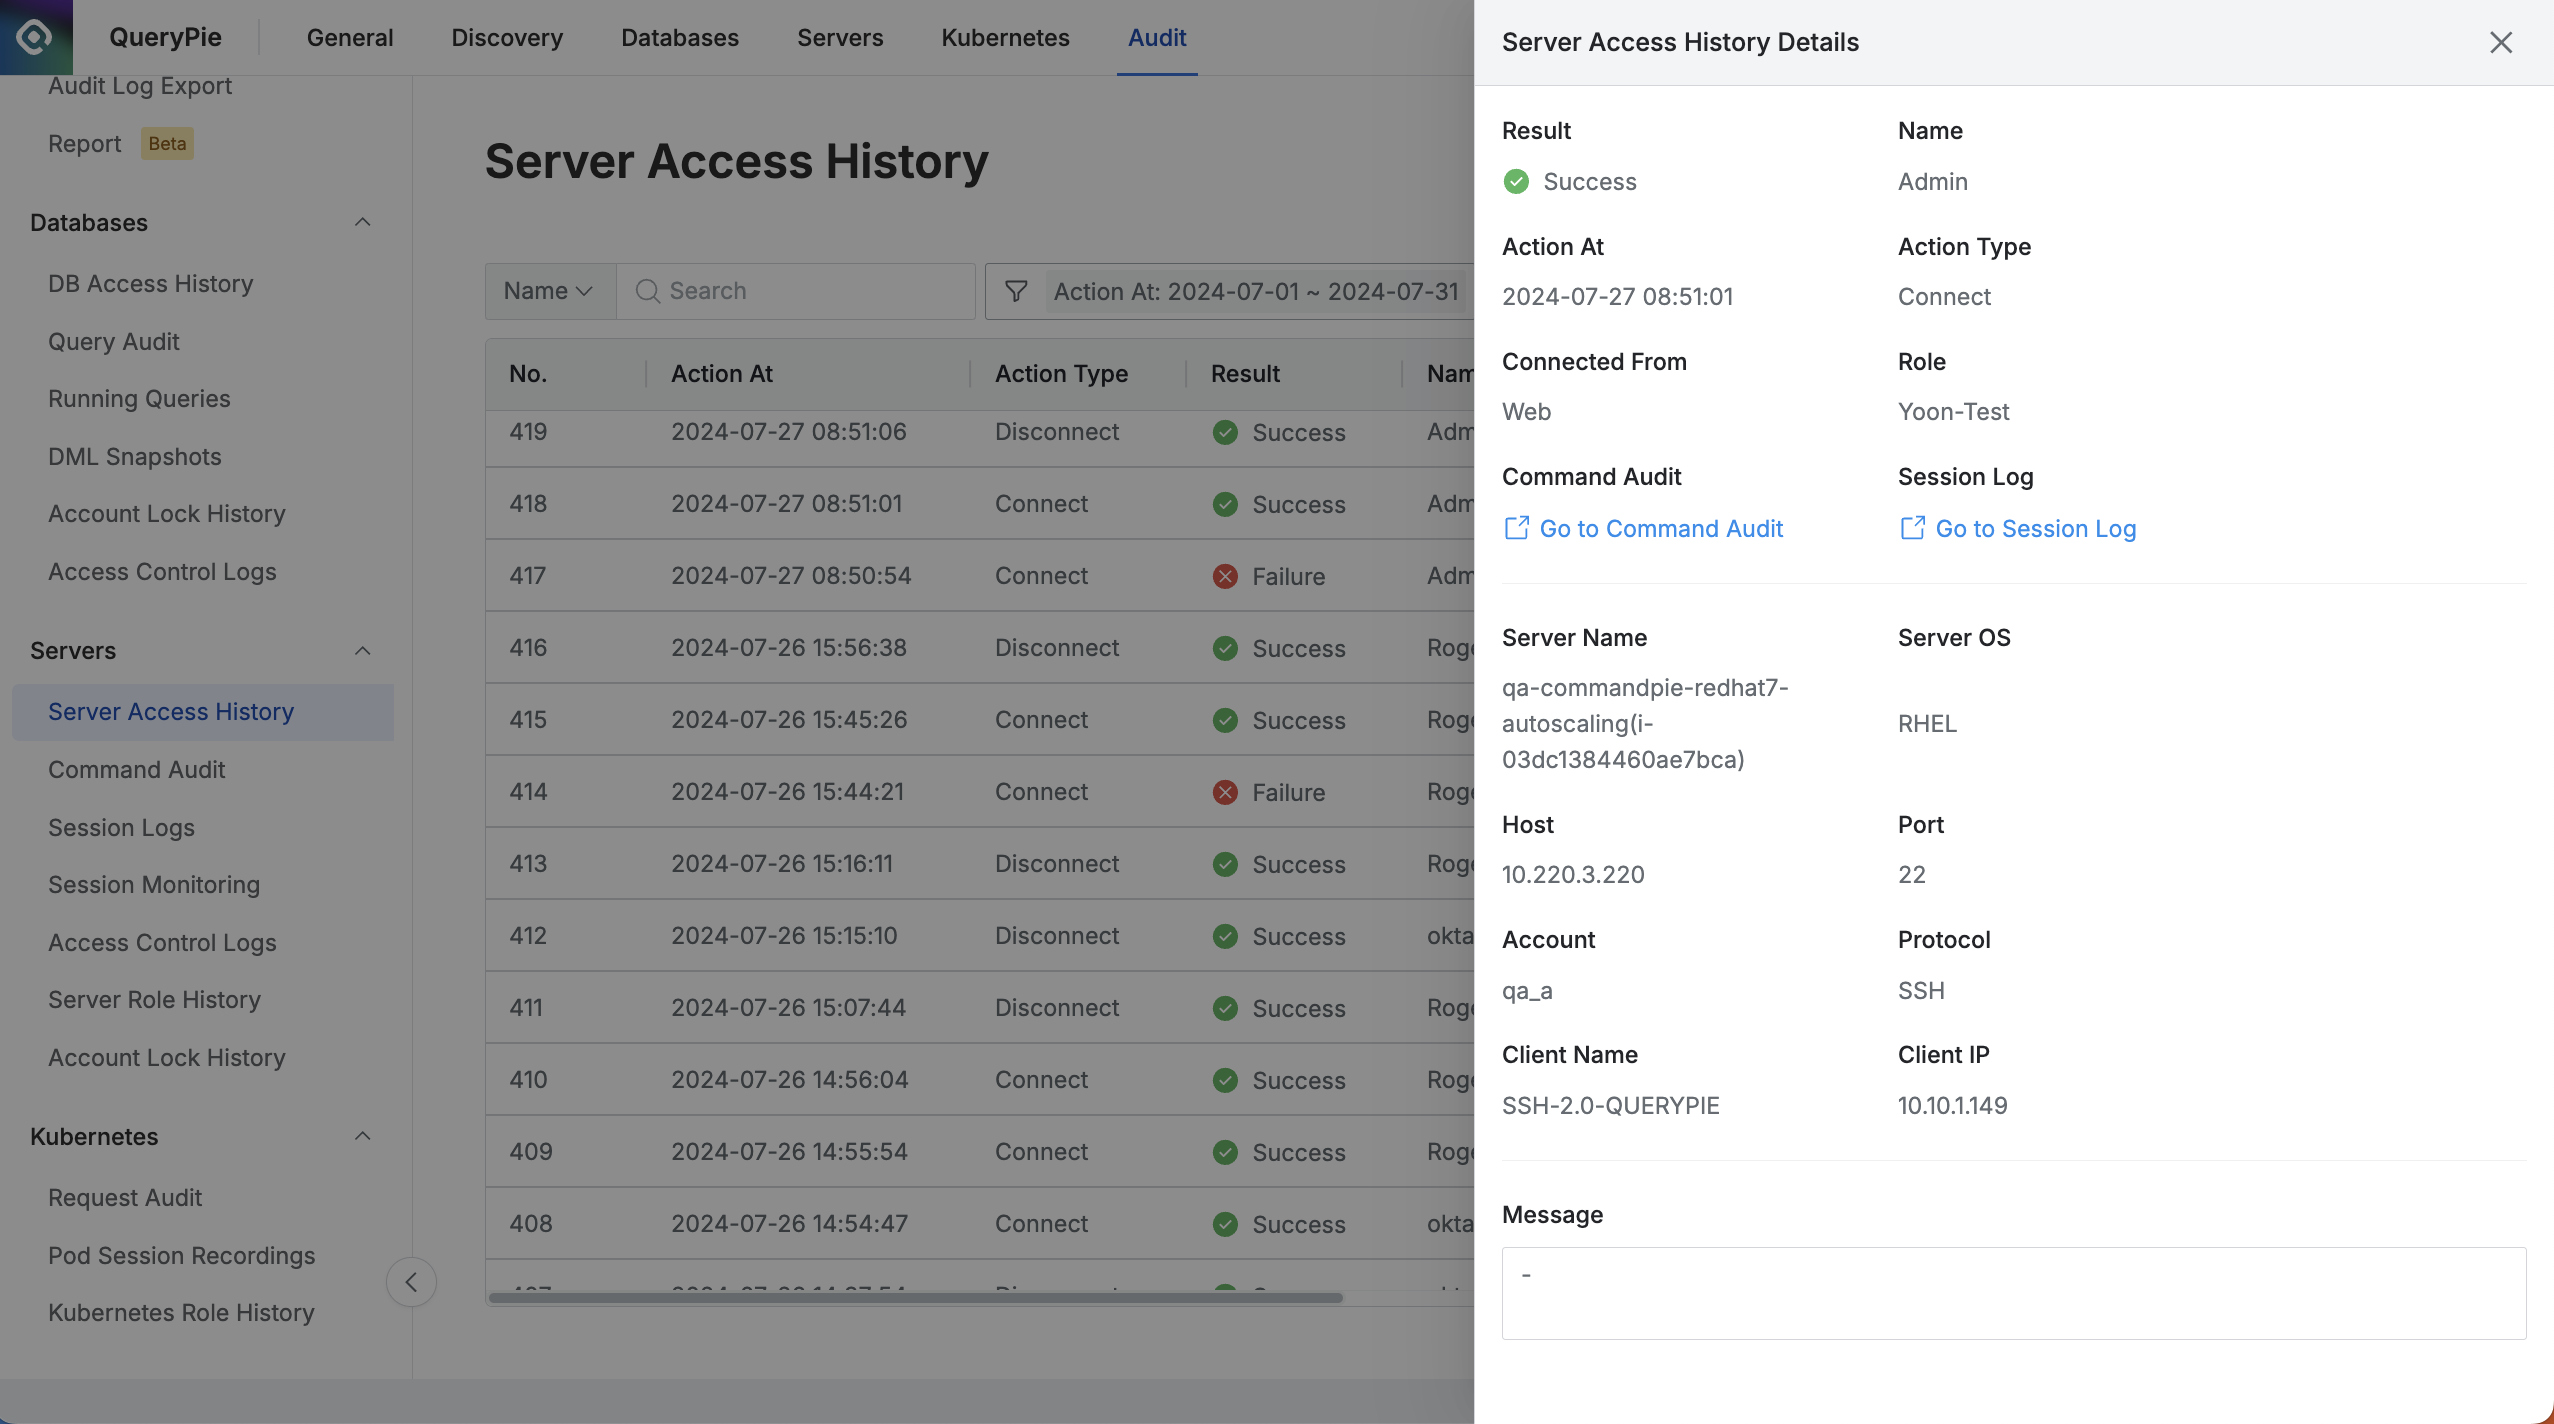 QueryPie
General
Discovery
Databases
Servers
Kubernetes
Audit
Audit Log Export
Report Beta
Databases
DB Access History
Query Audit
Running Queries
DML Snapshots
Account Lock History
Access Control Logs
Servers
Server Access History
Command Audit
Session Logs
Session Monitoring
Access Control Logs
Server Role History
Account Lock History
Kubernetes
Request Audit
Pod Session Recordings
Kubernetes Role History
Server Access History
Name Search Action At: 2024-07-01 ~ 2024-07-31
No. Action At Action Type Result Nam
419 2024-07-27 08:51:06 Disconnect Success Adm
418 2024-07-27 08:51:01 Connect Success Adm
417 2024-07-27 08:50:54 Connect Failure Adm
416 2024-07-26 15:56:38 Disconnect Success Roge
415 2024-07-26 15:45:26 Connect Success Roge
414 2024-07-26 15:44:21 Connect Failure Roge
413 2024-07-26 15:16:11 Disconnect Success Roge
412 2024-07-26 15:15:10 Disconnect Success okta
411 2024-07-26 15:07:44 Disconnect Success Roge
410 2024-07-26 14:56:04 Connect Success Roge
409 2024-07-26 14:55:54 Connect Success Roge
408 2024-07-26 14:54:47 Connect Success okta
Server Access History Details
Result Name
Success Admin
Action At Action Type
2024-07-27 08:51:01 Connect
Connected From Role
Web Yoon-Test
Command Audit Session Log
Go to Command Audit Go to Session Log
Server Name Server OS
qa-commandpie-redhat7-
autoscaling(i- RHEL
03dc1384460ae7bca)
Host Port
10.220.3.220 22
Account Protocol
qa_a SSH
Client Name Client IP
SSH-2.0-QUERYPIE 10.10.1.149
Message
-